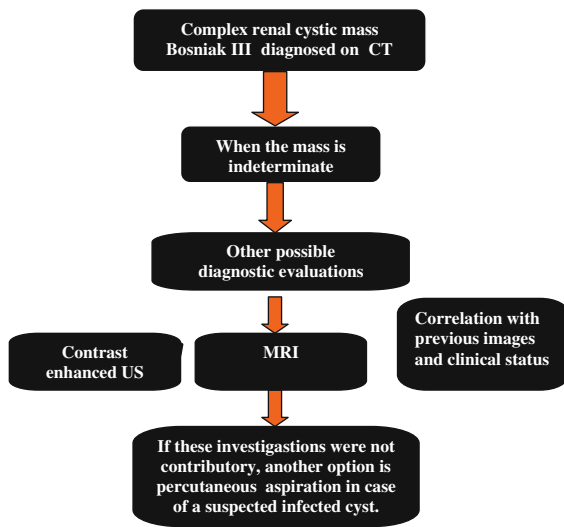 Complex renal cystic mass
Bosniak III diagnosed on CT
When the mass is
indeterminate
Other possible
diagnostic evaluations
Contrast
enhanced US
MRI
Correlation with
previous images
and clinical status
If these investigastions were not
contributory, another option is
percutaneous aspiration in case
of a suspected infected cyst.